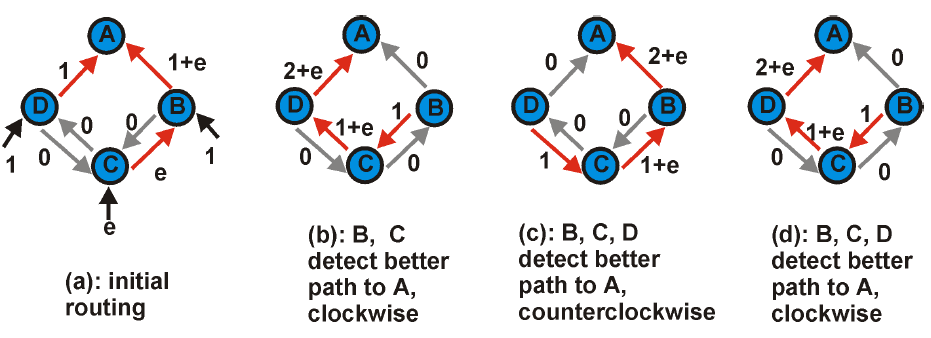 A
1
1+e
D
B
0
0
0
C
e
1
1
e
(a): initial
routing
A
2+e
0
D
B
1
1+e
0
C
0
(b): B, C
detect better
path to A,
clockwise
A
0
2+e
D
B
0
0
1
C
1+e
(c): B, C, D
detect better
path to A,
counterclockwise
A
2+e
0
D
B
1
1+e
0
C
0
(d): B, C, D
detect better
path to A,
clockwise